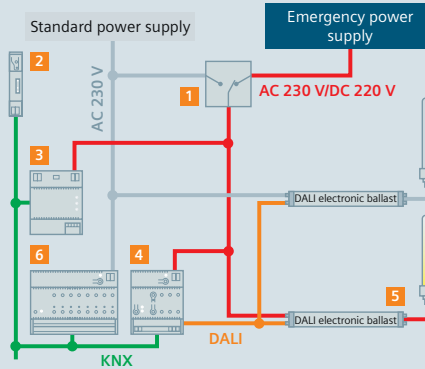 Standard power supply
Emergency power
supply
2
AC 230 V
1
AC 230 V/DC 220 V
3
DALI electronic ballast
6
4
5
DALI electronic ballast
DALI
KNX